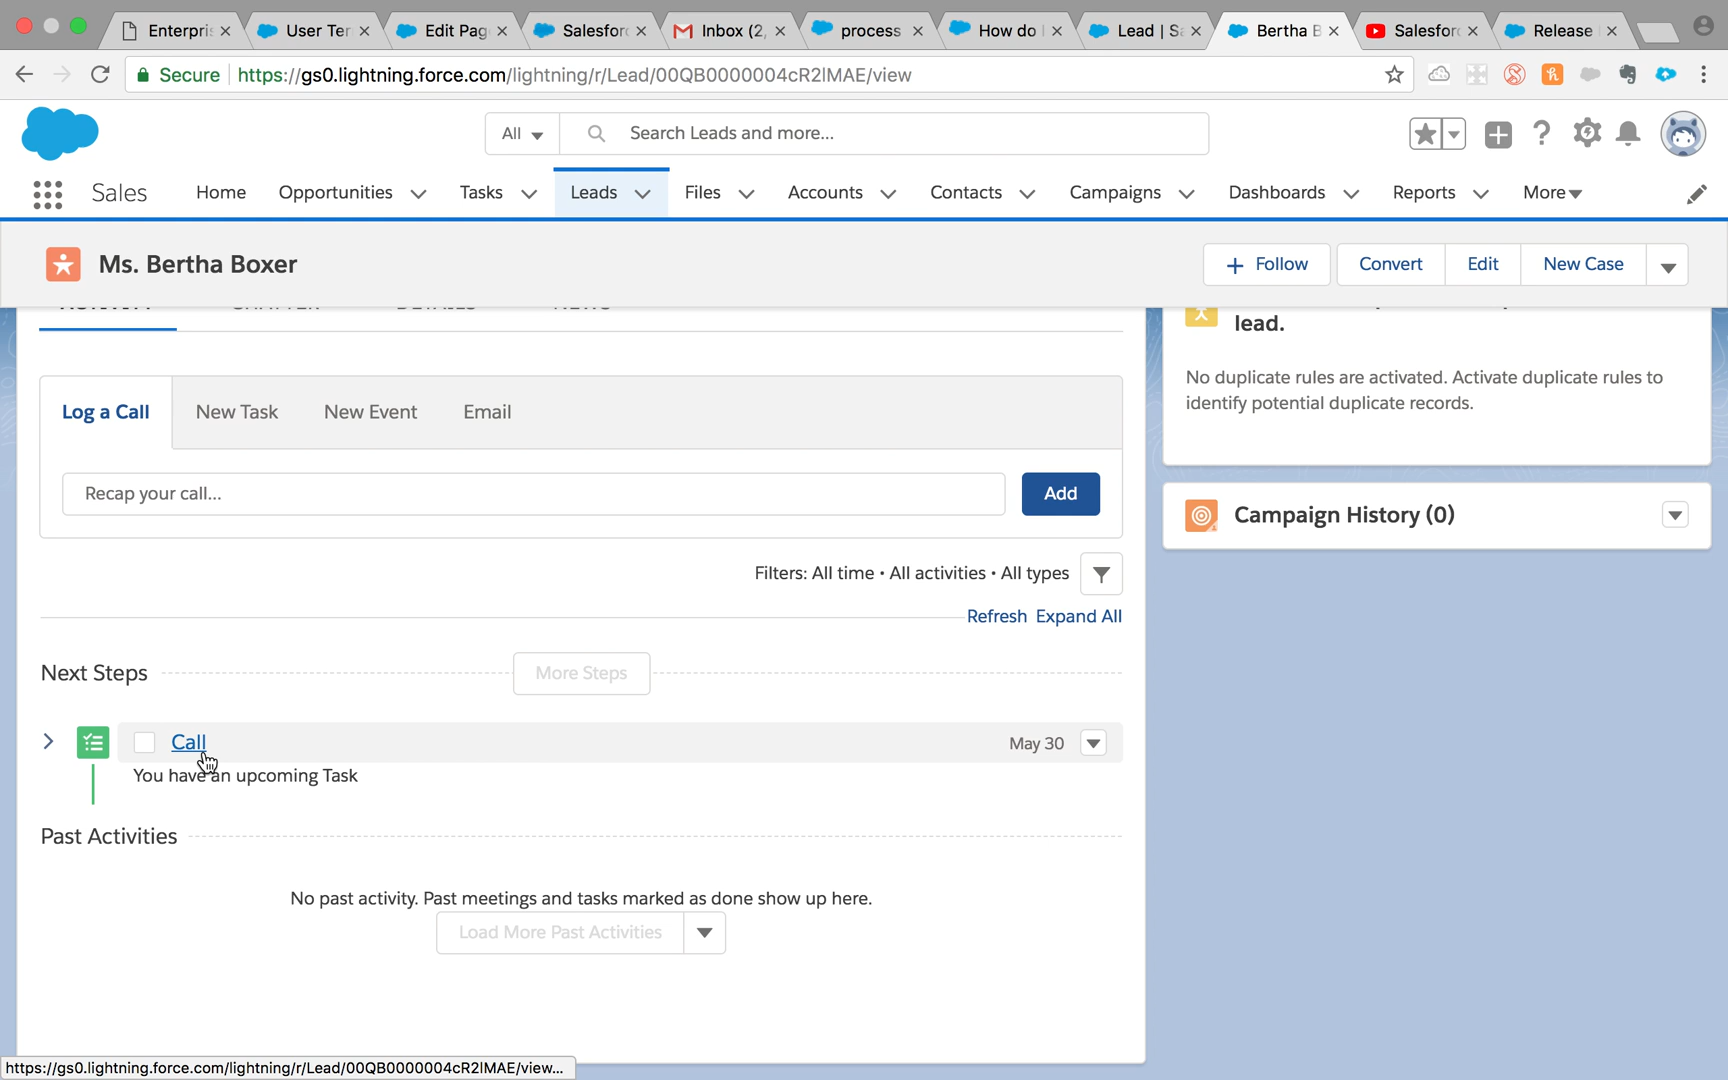 Enterpris
User Ter
Edit Pag
Salesforc
Inbox (2,
process
How do I
Lead | Sa
Bertha B
Salesforc
Release
Secure
https://gs0.lightning.force.com/lightning/r/Lead/00QB0000004cR2IMAE/view
All
Search Leads and more...
Sales
Home
Opportunities
Tasks
Leads
Files
Accounts
Contacts
Campaigns
Dashboards
Reports
More
Ms. Bertha Boxer
Follow
Convert
Edit
New Case
ACTIVITY
CHATTER
DETAILS
NEWS
lead.
No duplicate rules are activated. Activate duplicate rules to
identify potential duplicate records.
Log a Call
New Task
New Event
Email
Recap your call...
Add
Campaign History (0)
Filters: All time • All activities • All types
Refresh Expand All
Next Steps
More Steps
Call
May 30
You have an upcoming Task
Past Activities
No past activity. Past meetings and tasks marked as done show up here.
Load More Past Activities
https://gs0.lightning.force.com/lightning/r/Lead/00QB0000004cR2IMAE/view...